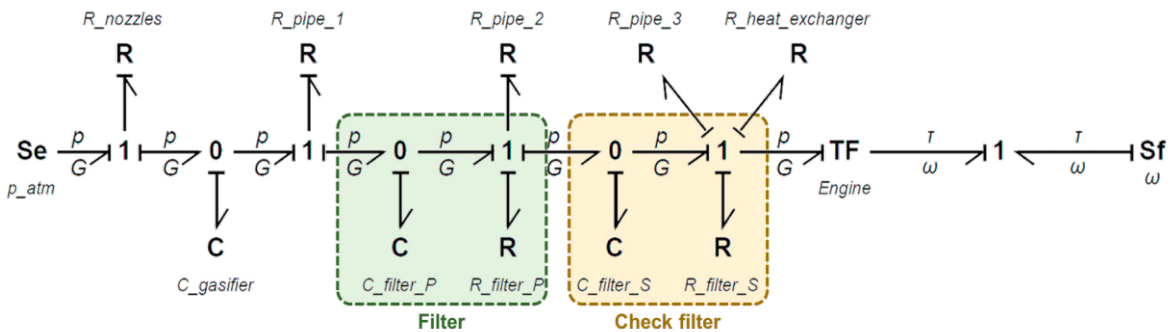 R_nozzles R_pipe_1 R_pipe_2 R_pipe_3 R_heat_exchanger
R R R R R
p p p p p p p p τ τ
Se 1 0 1 0 1 0 1 TF 1 Sf
G G G G G G G G ω ω ω
p_atm Engine
C C R C R
C_gasifier C_filter_P R_filter_P C_filter_S R_filter_S
Filter Check filter